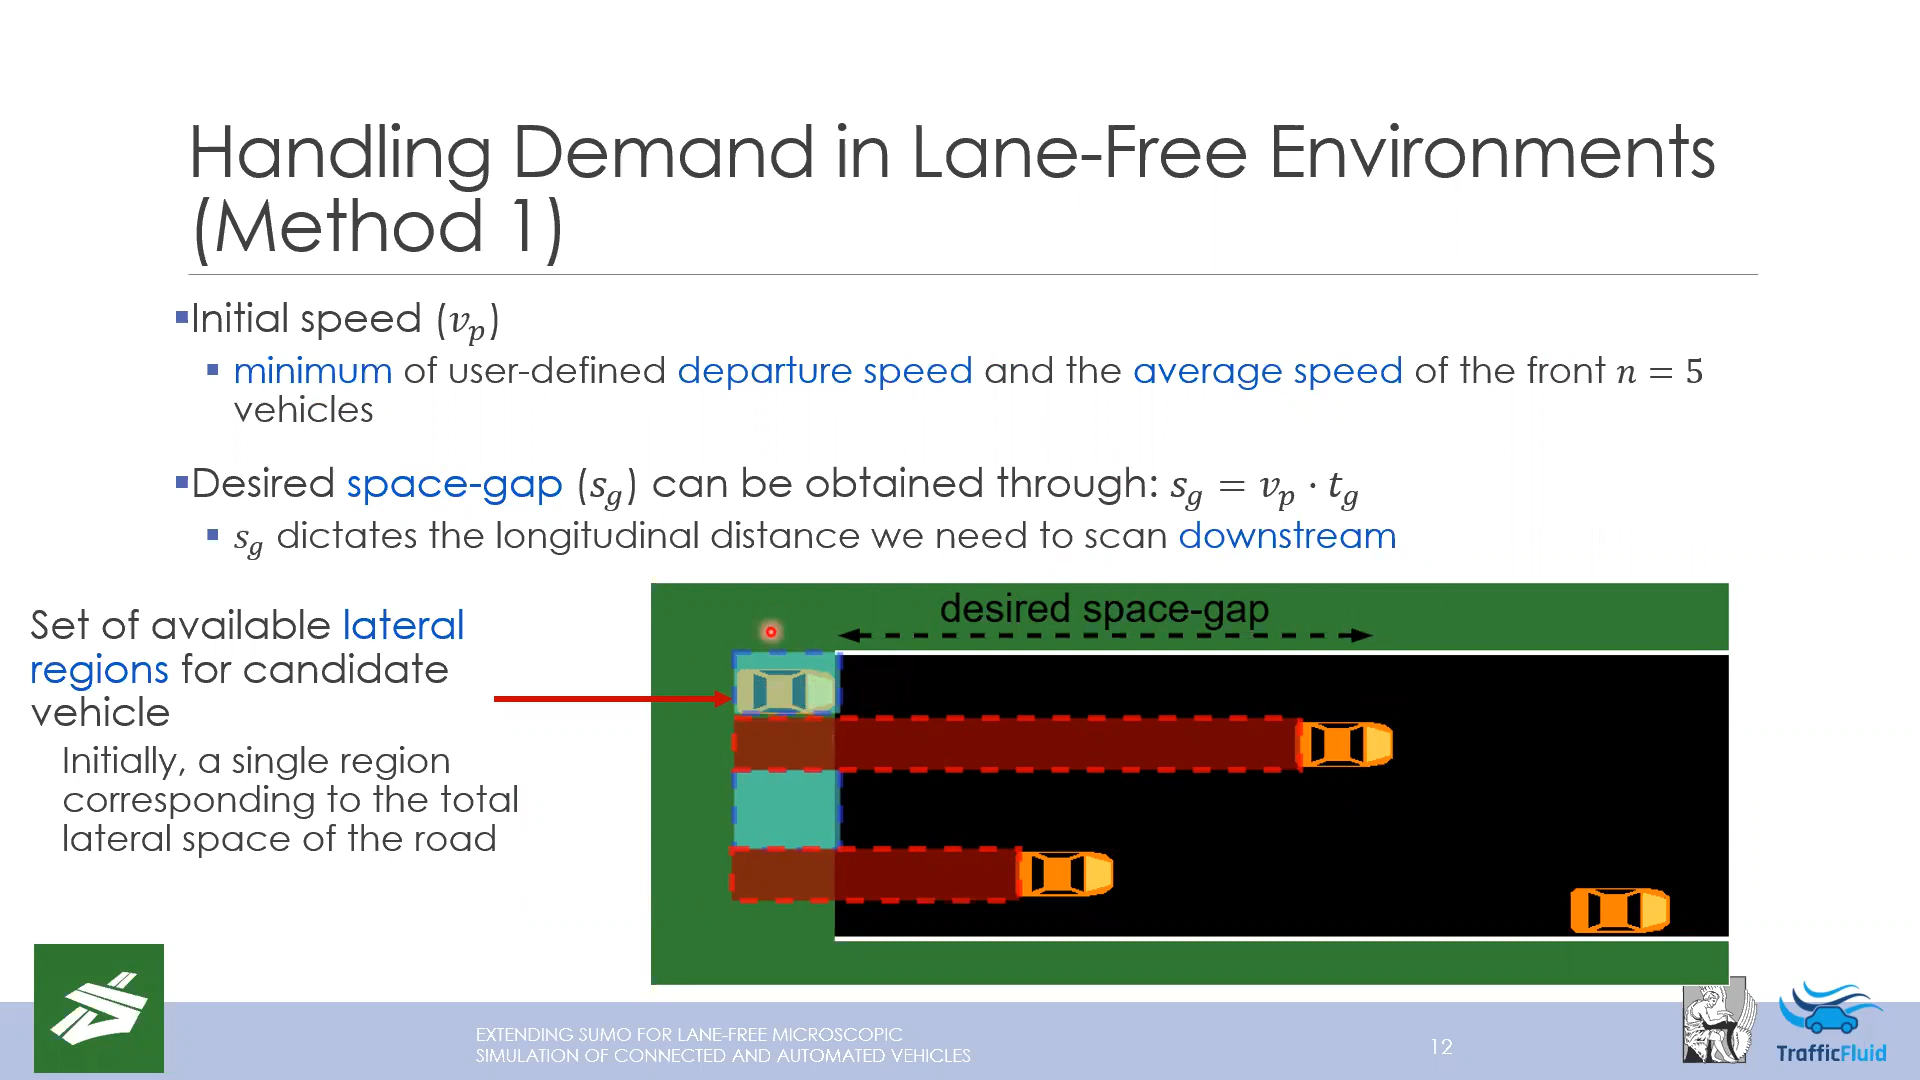 Handling Demand in Lane-Free Environments
(Method 1)
▪Initial speed (𝑣ₚ)
▪ minimum of user-defined departure speed and the average speed of the front 𝑛 = 5
vehicles
▪Desired space-gap (𝑠_g) can be obtained through: 𝑠_g = 𝑣ₚ · 𝑡_g
▪ 𝑠_g dictates the longitudinal distance we need to scan downstream
desired space-gap
Set of available lateral
regions for candidate
vehicle
Initially, a single region
corresponding to the total
lateral space of the road
EXTENDING SUMO FOR LANE-FREE MICROSCOPIC
SIMULATION OF CONNECTED AND AUTOMATED VEHICLES
12
TrafficFluid